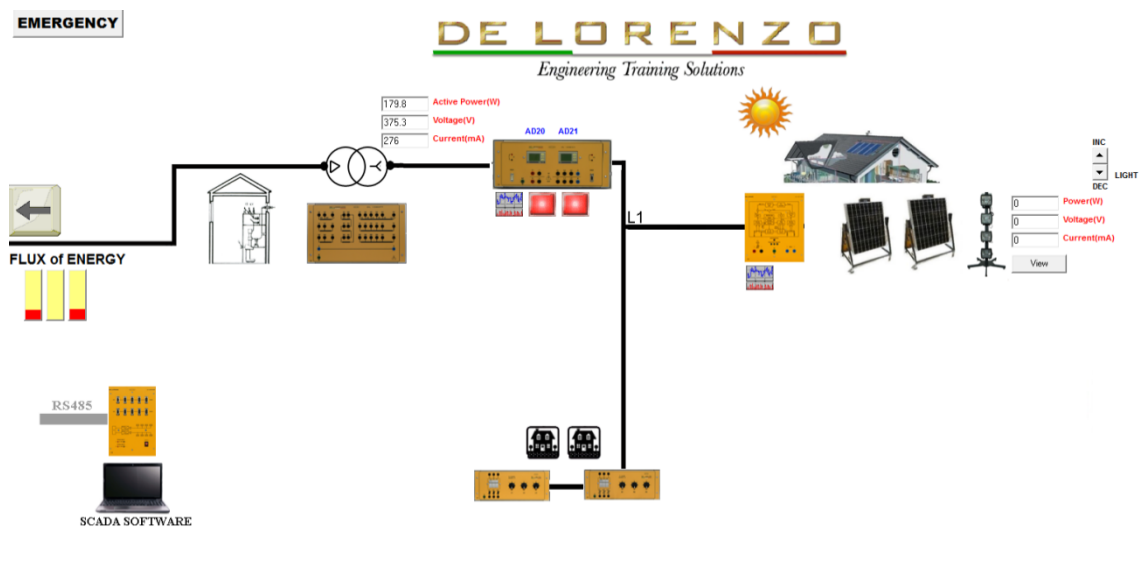 EMERGENCY
DE LORENZO
Engineering Training Solutions
179.8 Active Power(W)
375.3 Voltage(V)
276 Current(mA)
AD20 AD21
INC
LIGHT
DEC
L1
0 Power(W)
0 Voltage(V)
0 Current(mA)
View
FLUX of ENERGY
RS485
SCADA SOFTWARE